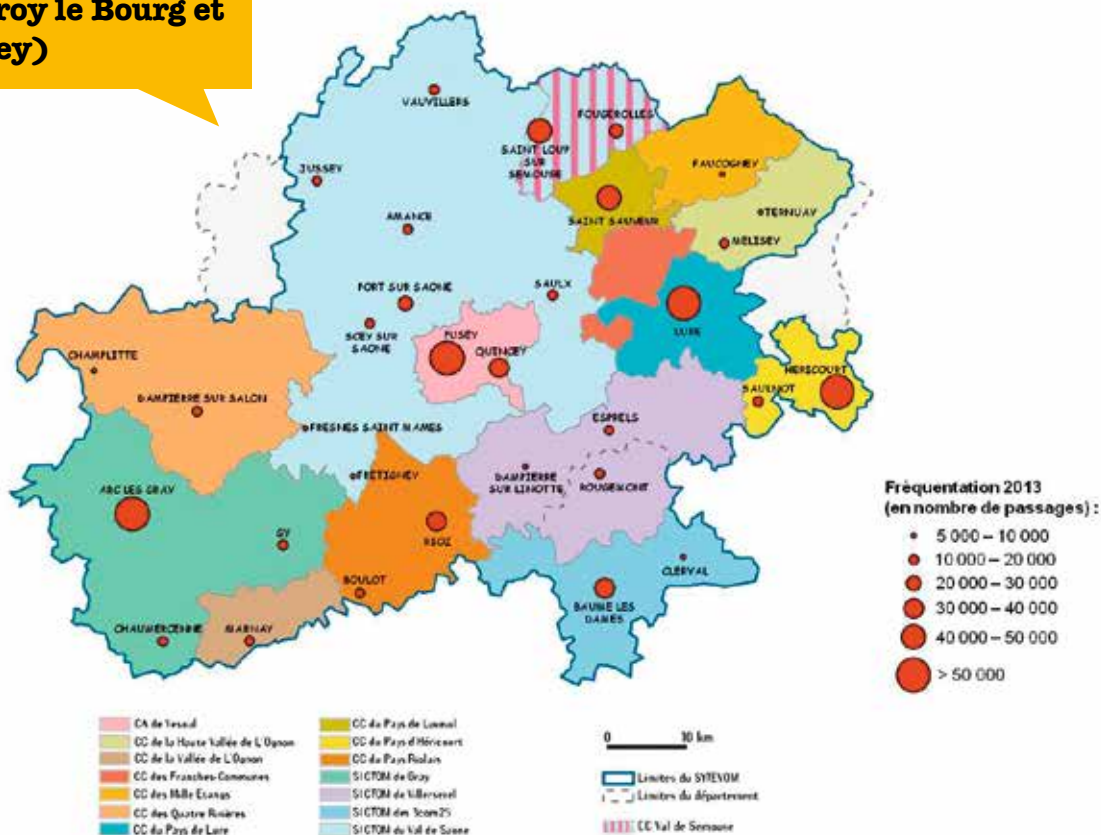 roy le Bourg et
ey)
VAUVILLERS
FOUGEROLLES
SAINT LOUP
SUR
SEMOUSE
FAUCOGNEY
JUSSEY
SAINT SAUVEUR
TERNUAY
AMANCE
MELISEY
PORT SUR SAONE
SAULX
SCEY SUR
SAONE
LURE
PUSEY
QUINCEY
CHAMPLITTE
HERICOURT
DAMPIERRE SUR SALON
SAULNOT
ESPRELS
FRESNES SAINT MAMES
FRETIGNEY
DAMPIERRE
SUR LINOTTE
ROUGEMONT
ARC LES GRAY
RIOZ
GY
CLERVAL
BOULOT
BAUME LES
DAMES
CHAUMERCENNE
MARNAY
Fréquentation 2013
(en nombre de passages) :
5 000 – 10 000
10 000 – 20 000
20 000 – 30 000
30 000 – 40 000
40 000 – 50 000
> 50 000
CA de Vesoul
CC de la Haute Vallée de L'Ognon
CC de la Vallée de L'Ognon
CC des Franches-Communes
CC des Mille Etangs
CC des Quatre Rivières
CC du Pays de Lure
CC du Pays de Luxeuil
CC du Pays d'Héricourt
CC du Pays Riolais
SICTOM de Gray
SICTOM de Villersexel
SICTOM du Val de Saone
0 10 km
Limites du SYTEVOM
Limites du département
CC Val de Semouse